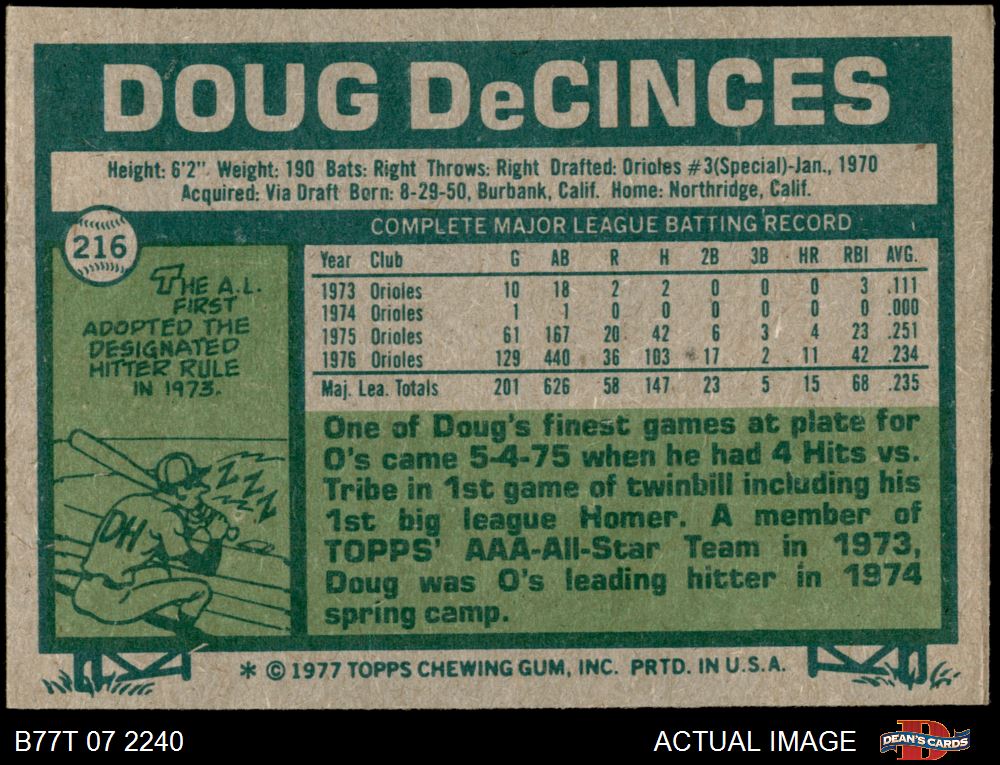 DOUG DeCINCES
Height: 6'2" Weight: 190 Bats: Right Throws: Right Drafted: Orioles #3(Special)-Jan., 1970
Acquired: Via Draft Born: 8-29-50, Burbank, Calif. Home: Northridge, Calif.
216
THE A.L.
FIRST
ADOPTED THE
DESIGNATED
HITTER RULE
IN 1973.
ZZZ
ZZZZ
DH
COMPLETE MAJOR LEAGUE BATTING RECORD
Year Club G AB R H 2B 3B HR RBI AVG.
1973 Orioles 10 18 2 2 0 0 0 3 .111
1974 Orioles 1 1 0 0 0 0 0 0 .000
1975 Orioles 61 167 20 42 6 3 4 23 .251
1976 Orioles 129 440 36 103 17 2 11 42 .234
Maj. Lea. Totals 201 626 58 147 23 5 15 68 .235
One of Doug's finest games at plate for
O's came 5-4-75 when he had 4 Hits vs.
Tribe in 1st game of twinbill including his
1st big league Homer. A member of
TOPPS' AAA-All-Star Team in 1973,
Doug was O's leading hitter in 1974
spring camp.
* © 1977 TOPPS CHEWING GUM, INC. PRTD. IN U.S.A.
B77T 07 2240
ACTUAL IMAGE
D
DEAN'S CARDS